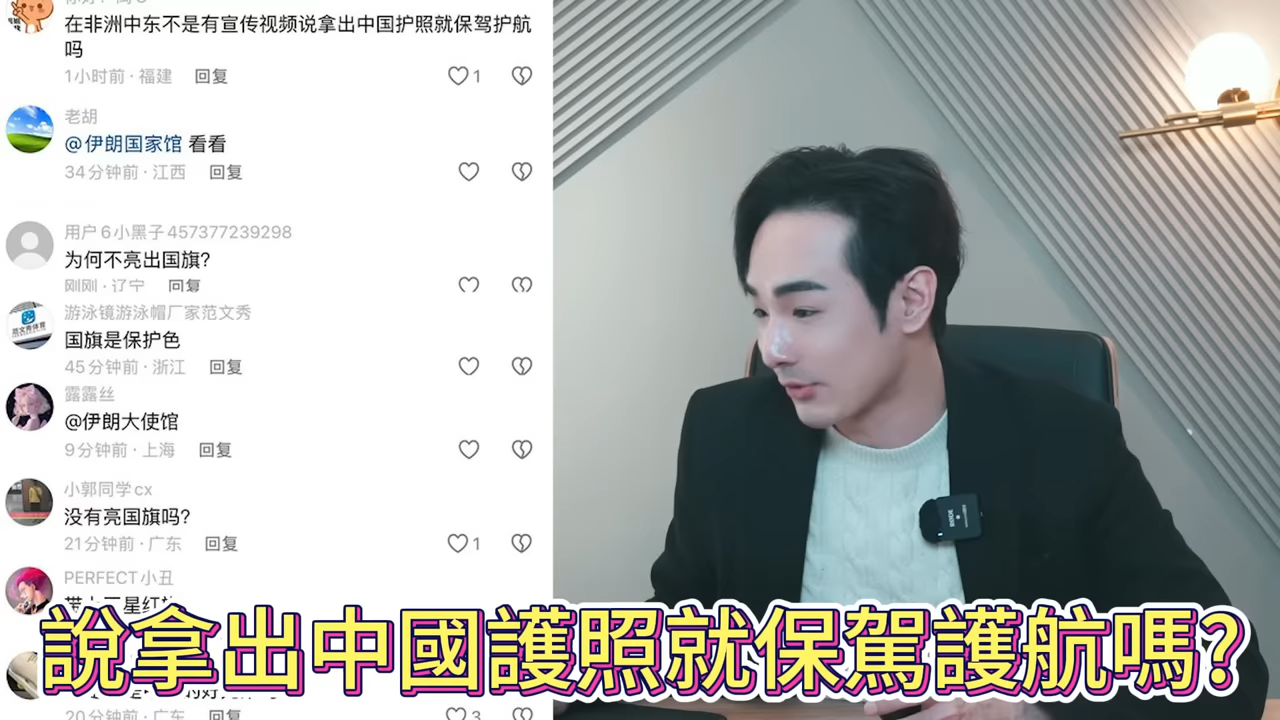 在非洲中东不是有宣传视频说拿出中国护照就保驾护航
吗
1小时前·福建 回复 1
老胡
@伊朗国家馆 看看
34分钟前·江西 回复
用户6小黑子457377239298
为何不亮出国旗?
刚刚·辽宁 回复
游泳镜游泳帽厂家范文秀
国旗是保护色
45分钟前·浙江 回复
露露丝
@伊朗大使馆
9分钟前·上海 回复
小郭同学cx
没有亮国旗吗?
21分钟前·广东 回复 1
PERFECT小丑
說拿出中國護照就保駕護航嗎?
20分钟前·广东 回复 3
RØDE